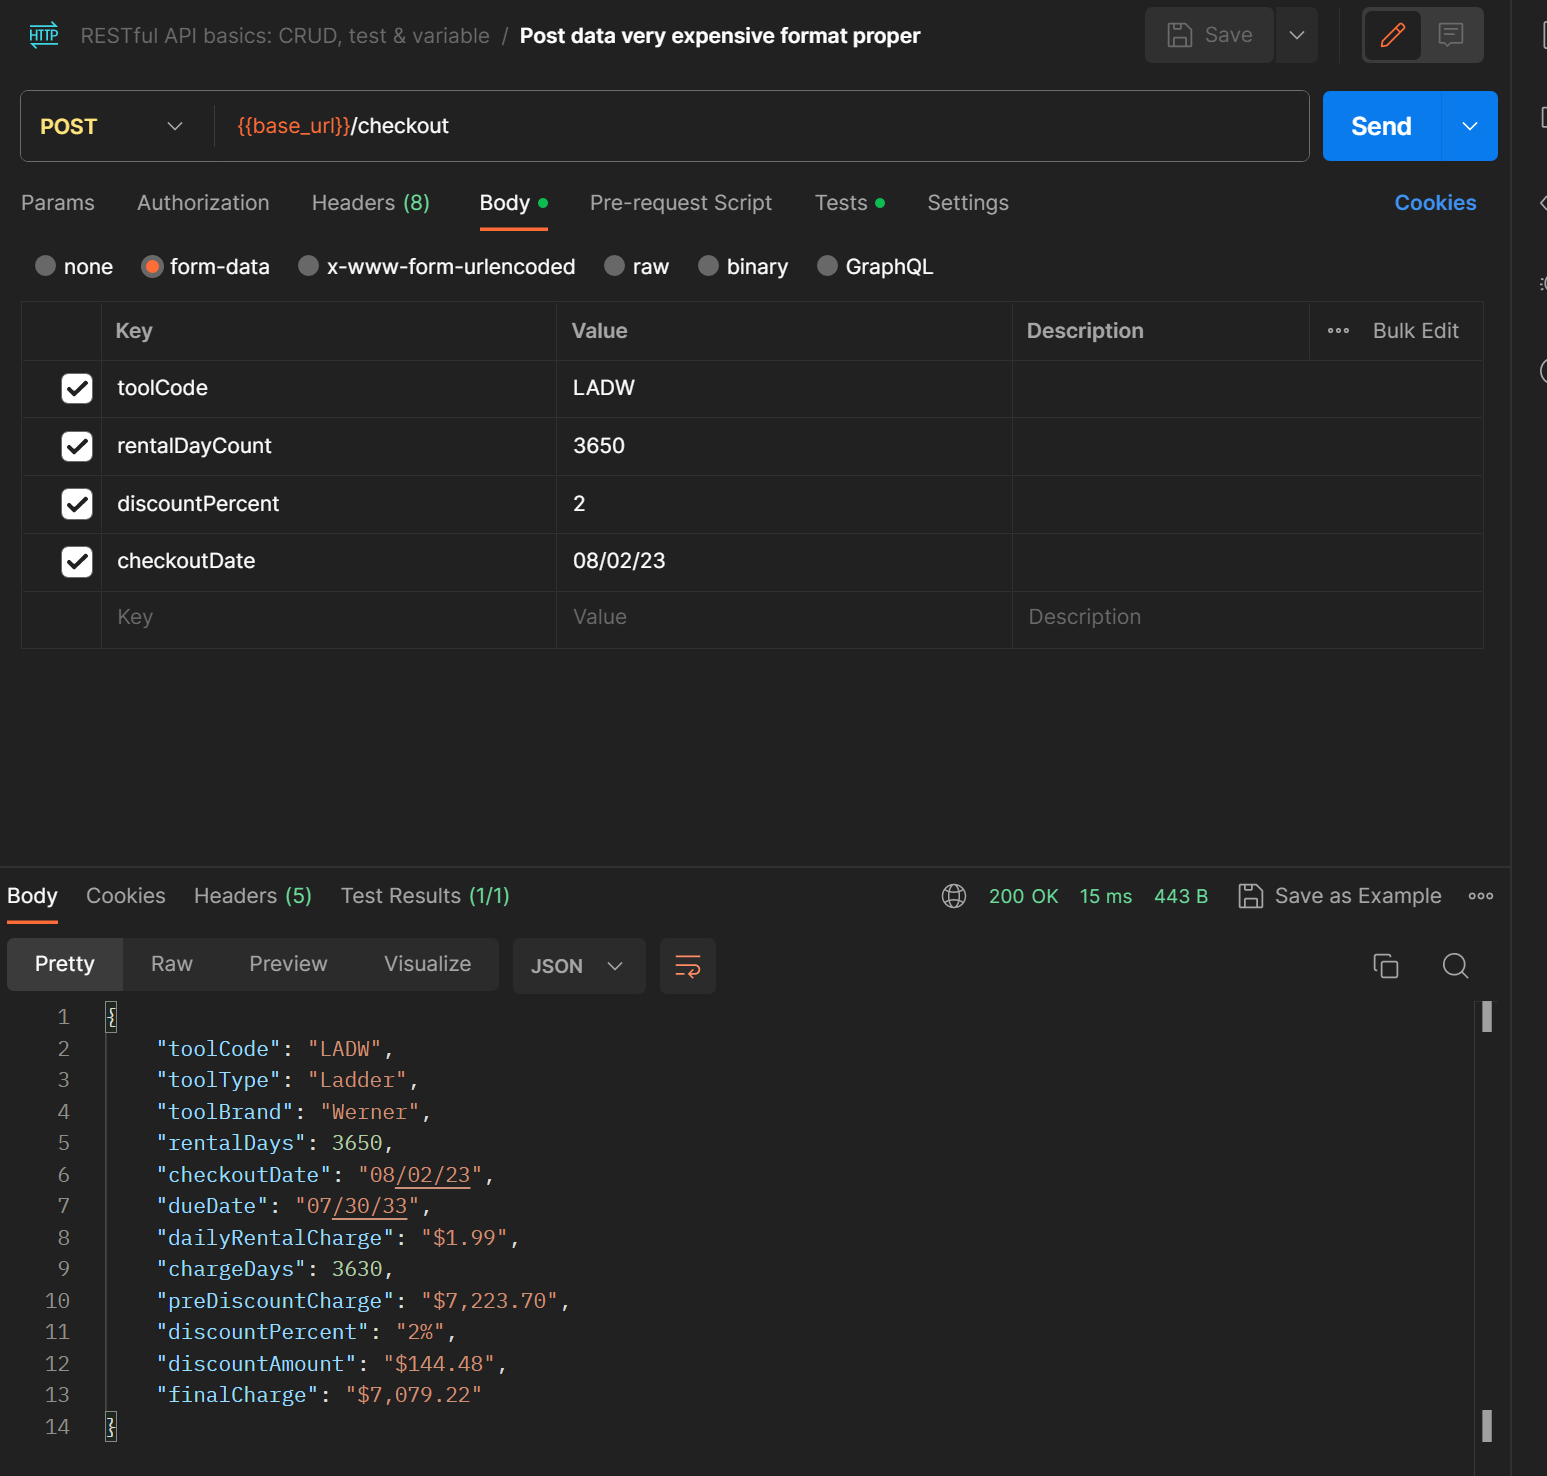 HTTP RESTful API basics: CRUD, test & variable / Post data very expensive format proper Save
POST {{base_url}}/checkout Send
Params Authorization Headers (8) Body Pre-request Script Tests Settings Cookies
none form-data x-www-form-urlencoded raw binary GraphQL
Key Value Description Bulk Edit
toolCode LADW
rentalDayCount 3650
discountPercent 2
checkoutDate 08/02/23
Key Value Description
Body Cookies Headers (5) Test Results (1/1) 200 OK 15 ms 443 B Save as Example
Pretty Raw Preview Visualize JSON
1 {
2 "toolCode": "LADW",
3 "toolType": "Ladder",
4 "toolBrand": "Werner",
5 "rentalDays": 3650,
6 "checkoutDate": "08/02/23",
7 "dueDate": "07/30/33",
8 "dailyRentalCharge": "$1.99",
9 "chargeDays": 3630,
10 "preDiscountCharge": "$7,223.70",
11 "discountPercent": "2%",
12 "discountAmount": "$144.48",
13 "finalCharge": "$7,079.22"
14 }